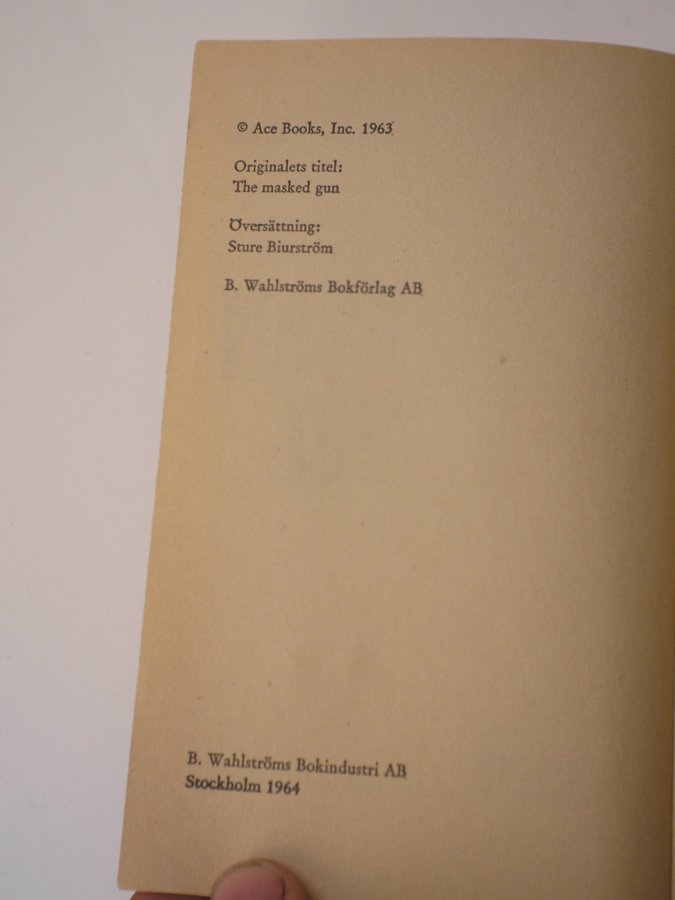 © Ace Books, Inc. 1963
Originalets titel:
The masked gun
Översättning:
Sture Biurström
B. Wahlströms Bokförlag AB
B. Wahlströms Bokindustri AB
Stockholm 1964